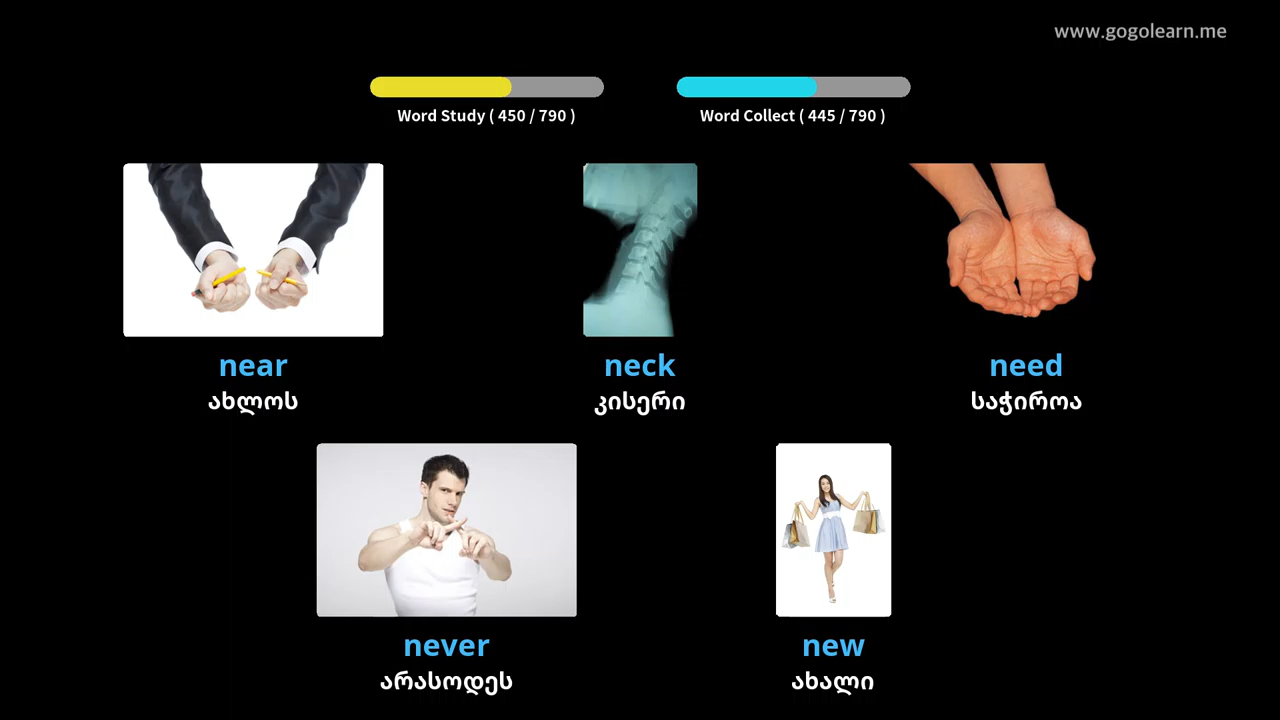 www.gogolearn.me
Word Study ( 450 / 790 )
Word Collect ( 445 / 790 )
near
ახლოს
neck
კისერი
need
საჭიროა
never
არასოდეს
new
ახალი